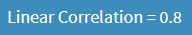 Linear Correlation = 0.8